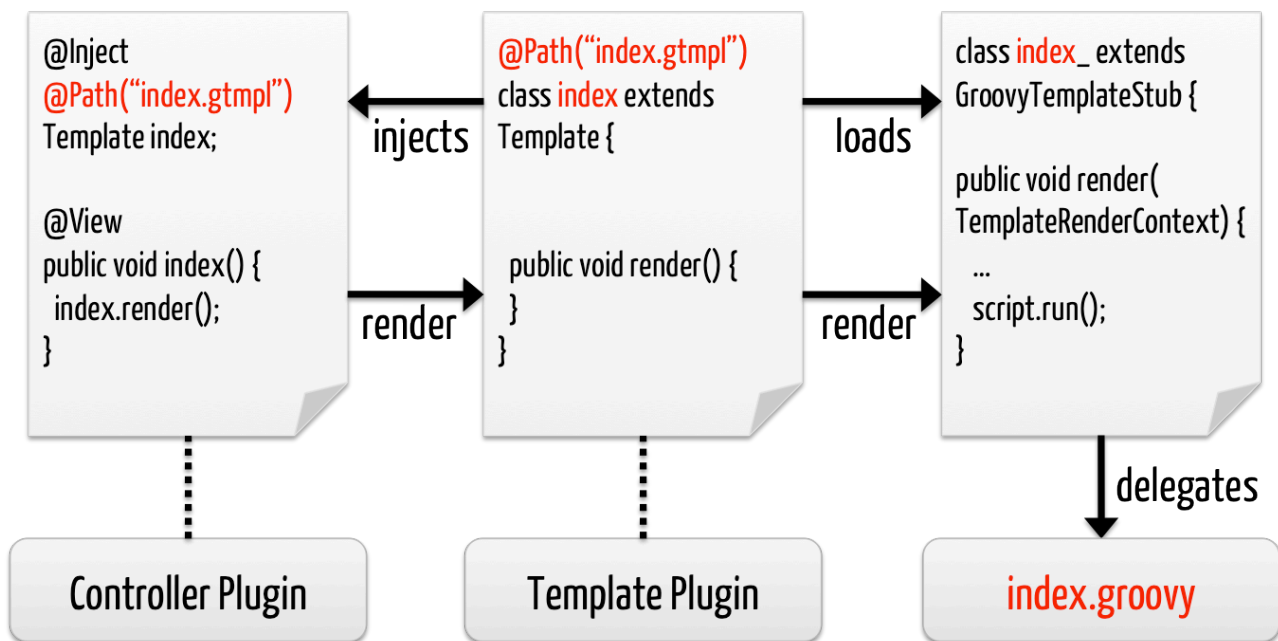 @Inject
@Path(“index.gtmpl”)
Template index;
@View
public void index() {
index.render();
}
injects
render
@Path(“index.gtmpl”)
class index extends
Template {
public void render() {
}
}
loads
render
class index_ extends
GroovyTemplateStub {
public void render(
TemplateRenderContext) {
...
script.run();
}
delegates
Controller Plugin
Template Plugin
index.groovy